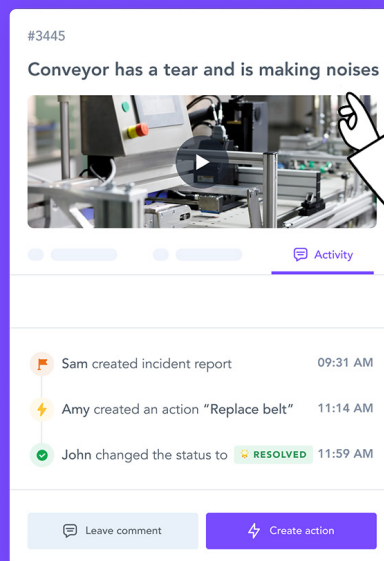 #3445
Conveyor has a tear and is making noises
Activity
Sam created incident report 09:31 AM
Amy created an action “Replace belt” 11:14 AM
John changed the status to RESOLVED 11:59 AM
Leave comment Create action